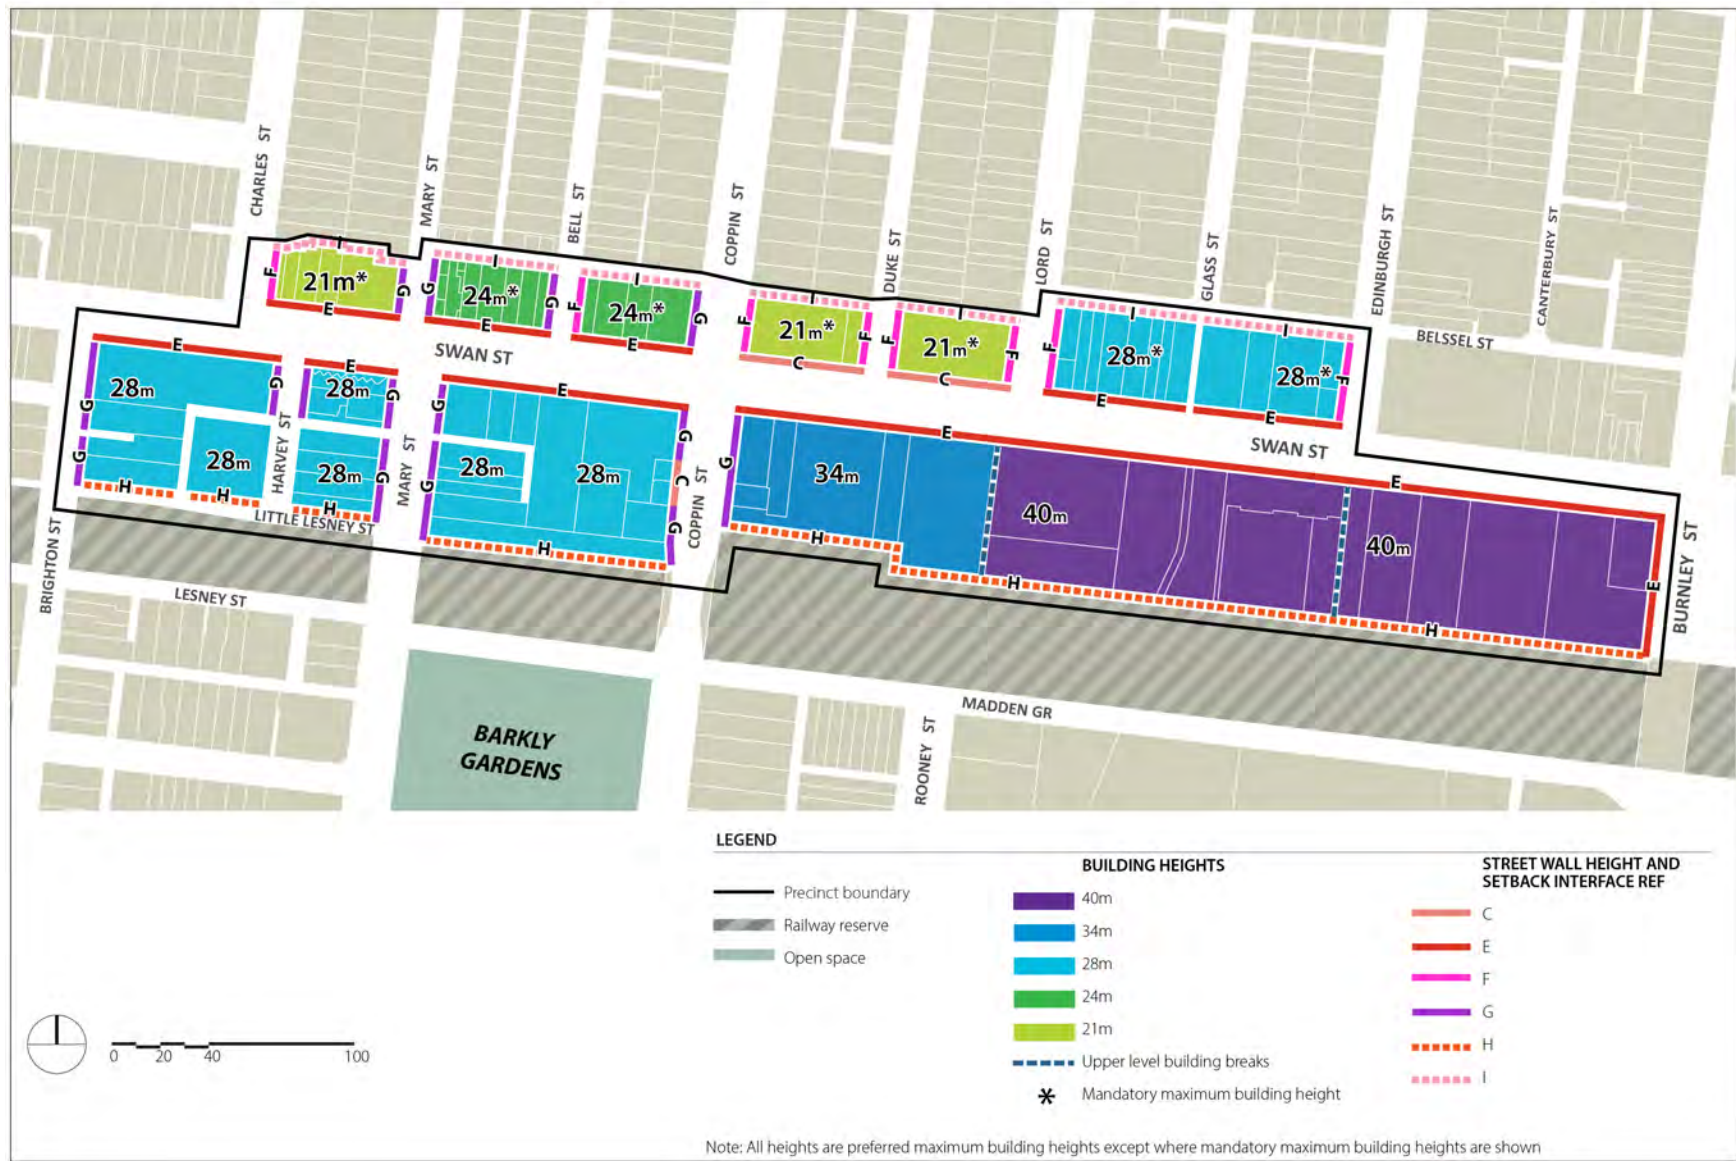 CHARLES ST
MARY ST
BELL ST
COPPIN ST
DUKE ST
LORD ST
GLASS ST
EDINBURGH ST
CANTERBURY ST
BELSSEL ST
I
F
21m*
G
E
I
G
24m*
G
E
I
F
24m*
G
E
I
F
21m*
F
C
I
F
21m*
F
C
I
F
28m*
E
I
28m*
F
E
SWAN ST
SWAN ST
E
28m
G
G
G
28m
H
H
HARVEY ST
E
28m
G
28m
G
H
LITTLE LESNEY ST
MARY ST
E
G
28m
28m
G
G
C
G
H
COPPIN ST
G
E
34m
H
40m
H
E
40m
E
H
BURNLEY ST
BRIGHTON ST
LESNEY ST
BARKLY
GARDENS
ROONEY ST
MADDEN GR
LEGEND
Precinct boundary
Railway reserve
Open space
BUILDING HEIGHTS
40m
34m
28m
24m
21m
Upper level building breaks
* Mandatory maximum building height
STREET WALL HEIGHT AND
SETBACK INTERFACE REF
C
E
F
G
H
I
0 20 40 100
Note: All heights are preferred maximum building heights except where mandatory maximum building heights are shown